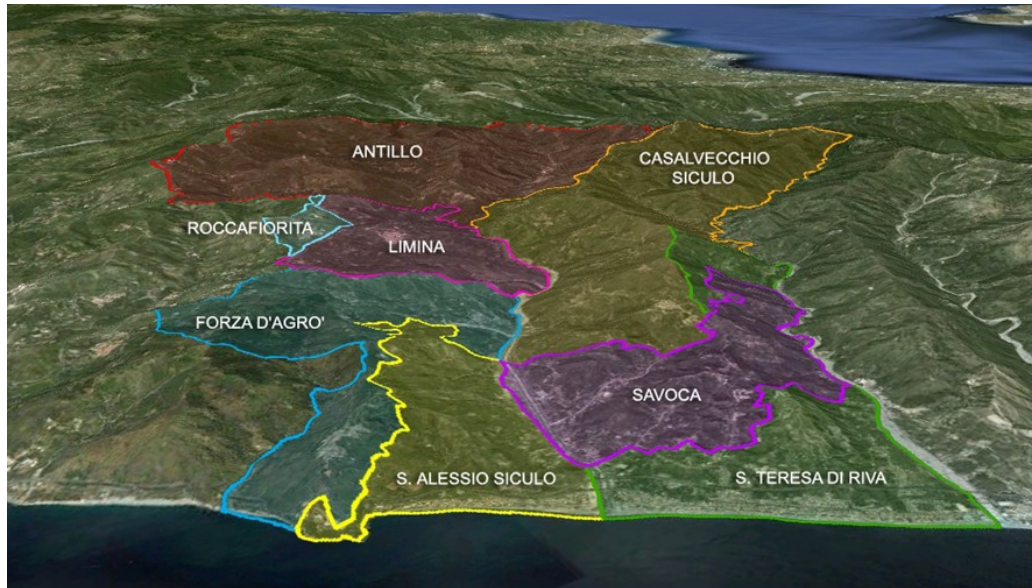 ANTILLO
CASALVECCHIO
SICULO
ROCCAFIORITA
LIMINA
FORZA D'AGRO'
SAVOCA
S. ALESSIO SICULO
S. TERESA DI RIVA